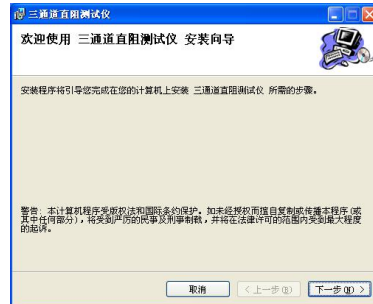 三通道直阻测试仪
欢迎使用 三通道直阻测试仪 安装向导
安装程序将引导您完成在您的计算机上安装 三通道直阻测试仪 所需的步骤。
警告: 本计算机程序受版权法和国际条约保护。如未经授权而擅自复制或传播本程序(或
其中任何部分)，将受到严厉的民事及刑事制裁，并将在法律许可的范围内受到最大程度
的起诉。
取消 < 上一步(B) 下一步(N) >